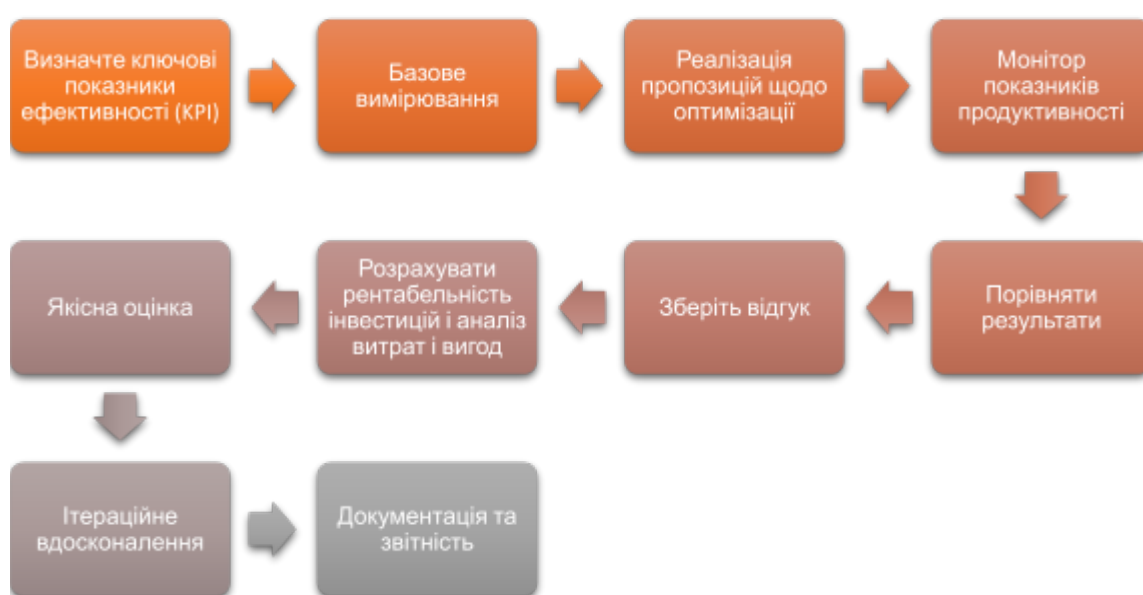 Визначте ключові
показники
ефективності (KPI)
Базове
вимірювання
Реалізація
пропозицій щодо
оптимізації
Монітор
показників
продуктивності
Порівняти
результати
Зберіть відгук
Розрахувати
рентабельність
інвестицій і аналіз
витрат і вигод
Якісна оцінка
Ітераційне
вдосконалення
Документація та
звітність